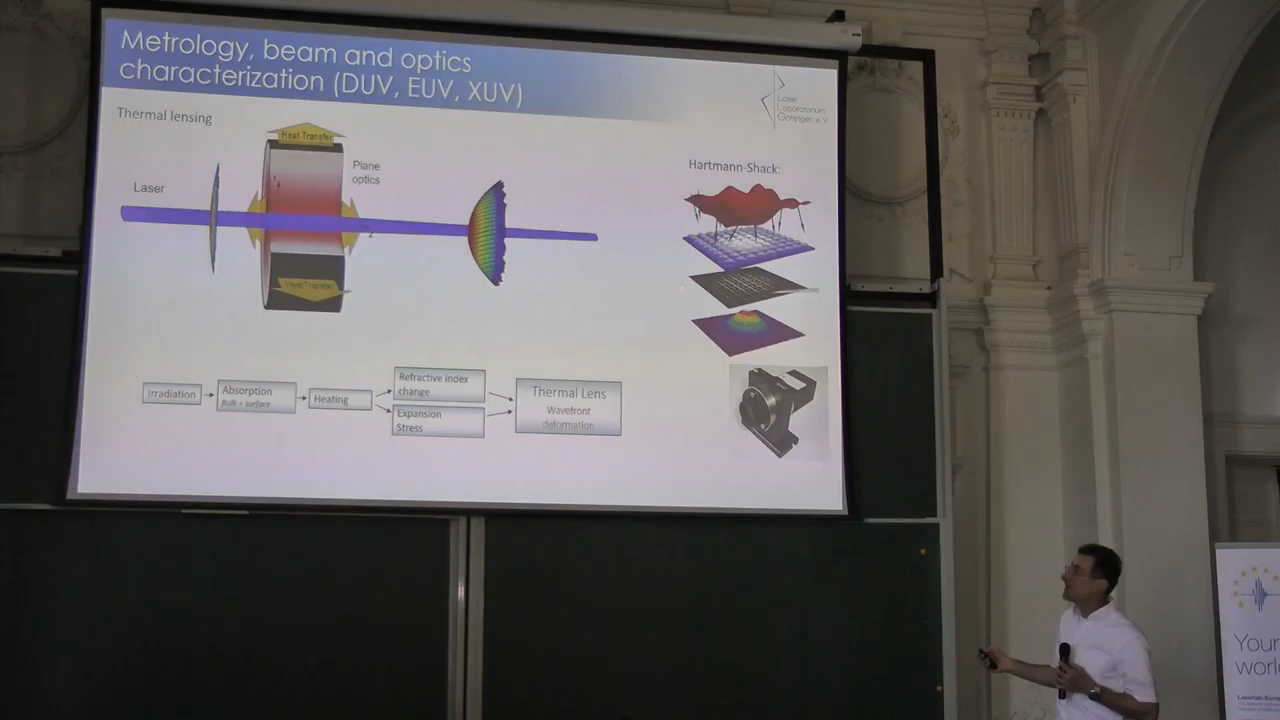 Metrology, beam and optics
characterization (DUV, EUV, XUV)
Laser
Laboratorium
Göttingen e.V.
Thermal lensing
Heat Transfer
Plane
optics
Laser
Heat Transfer
Hartmann-Shack:
Irradiation
Absorption
Bulk + surface
Heating
Refractive index
change
Expansion
Stress
Thermal Lens
Wavefront
deformation
Your
worl